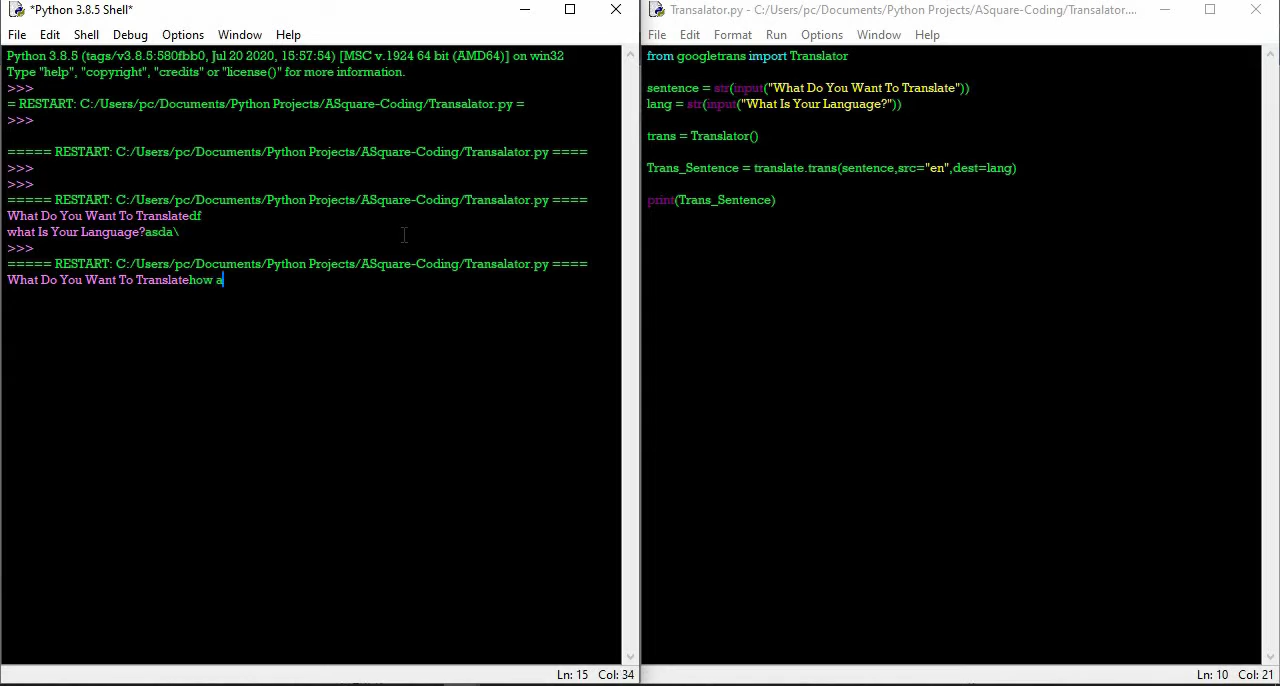 *Python 3.8.5 Shell*
File Edit Shell Debug Options Window Help
Python 3.8.5 (tags/v3.8.5:580fbb0, Jul 20 2020, 15:57:54) [MSC v.1924 64 bit (AMD64)] on win32
Type "help", "copyright", "credits" or "license()" for more information.
>>>
= RESTART: C:/Users/pc/Documents/Python Projects/ASquare-Coding/Transalator.py =
>>>
===== RESTART: C:/Users/pc/Documents/Python Projects/ASquare-Coding/Transalator.py ====
>>>
>>>
===== RESTART: C:/Users/pc/Documents/Python Projects/ASquare-Coding/Transalator.py ====
What Do You Want To Translatedf
what Is Your Language?asda\
>>>
===== RESTART: C:/Users/pc/Documents/Python Projects/ASquare-Coding/Transalator.py ====
What Do You Want To Translatehow a
Ln: 15 Col: 34
Transalator.py - C:/Users/pc/Documents/Python Projects/ASquare-Coding/Transalator....
File Edit Format Run Options Window Help
from googletrans import Translator
sentence = str(input("What Do You Want To Translate"))
lang = str(input("What Is Your Language?"))
trans = Translator()
Trans_Sentence = translate.trans(sentence,src="en",dest=lang)
print(Trans_Sentence)
Ln: 10 Col: 21